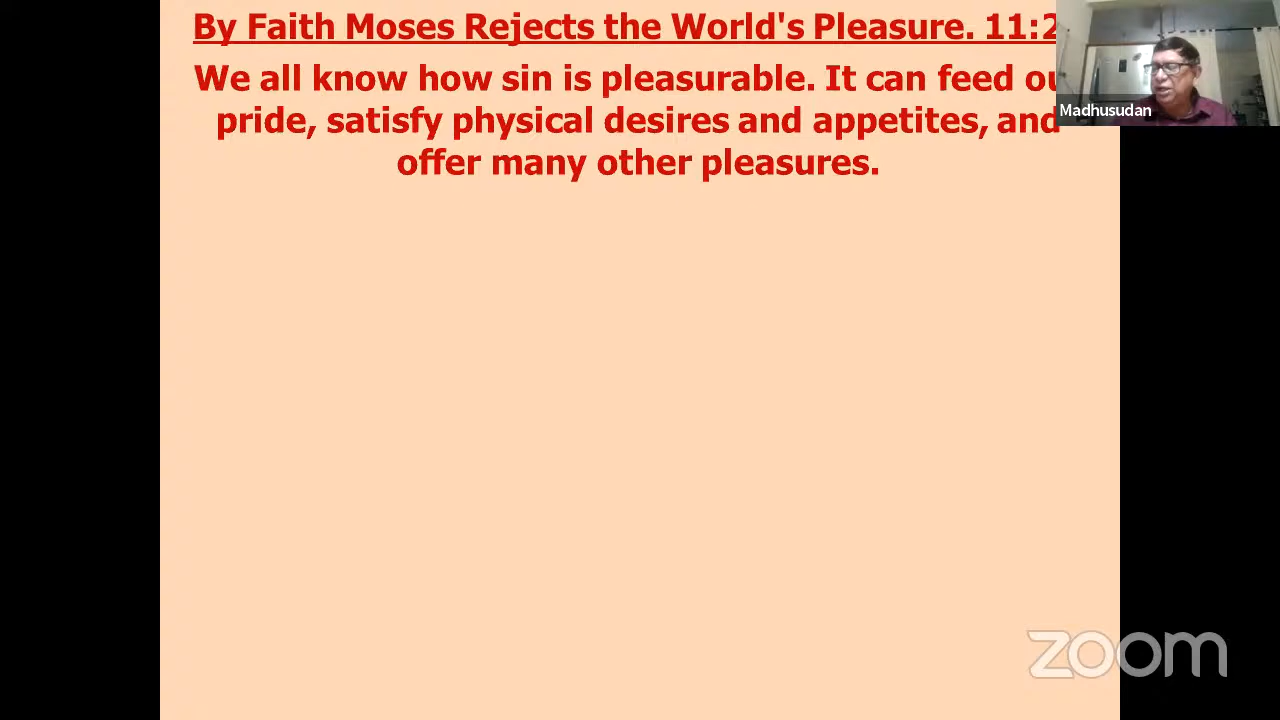 By Faith Moses Rejects the World's Pleasure. 11:2
We all know how sin is pleasurable. It can feed
pride, satisfy physical desires and appetites, and
offer many other pleasures.
Madhusudan
zoom